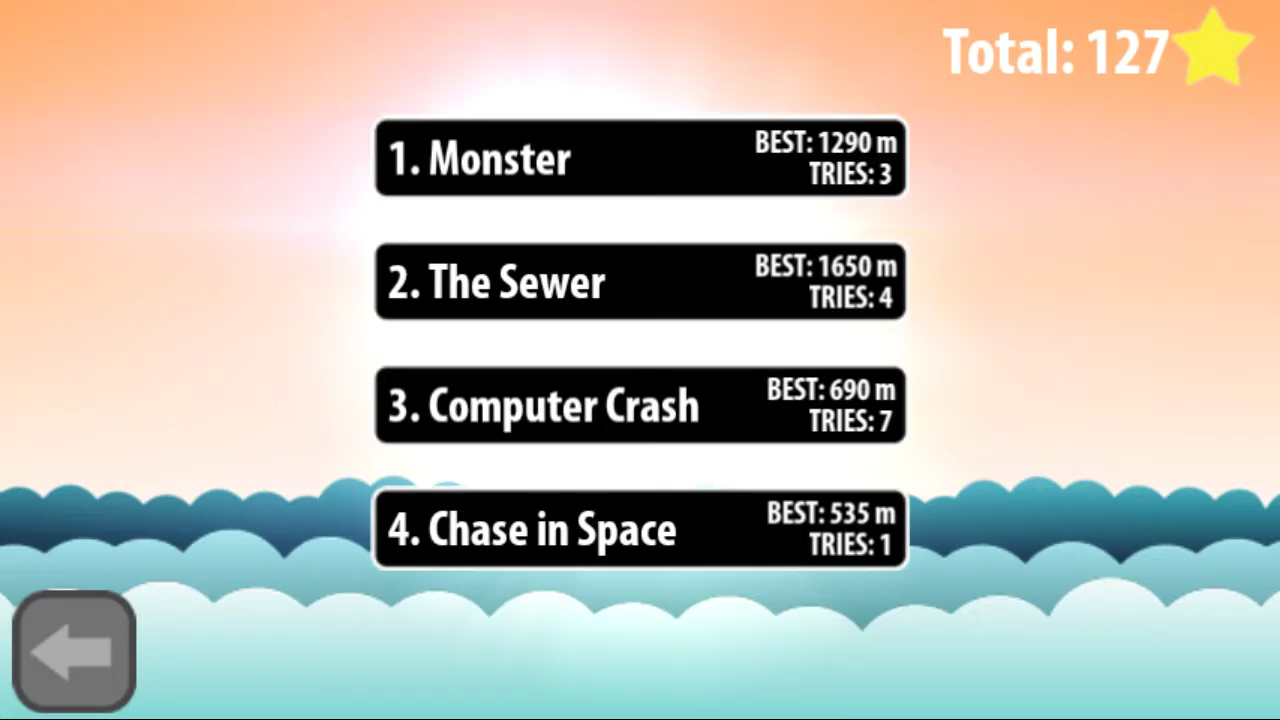 Total: 127
1. Monster
BEST: 1290 m
TRIES: 3
2. The Sewer
BEST: 1650 m
TRIES: 4
3. Computer Crash
BEST: 690 m
TRIES: 7
4. Chase in Space
BEST: 535 m
TRIES: 1